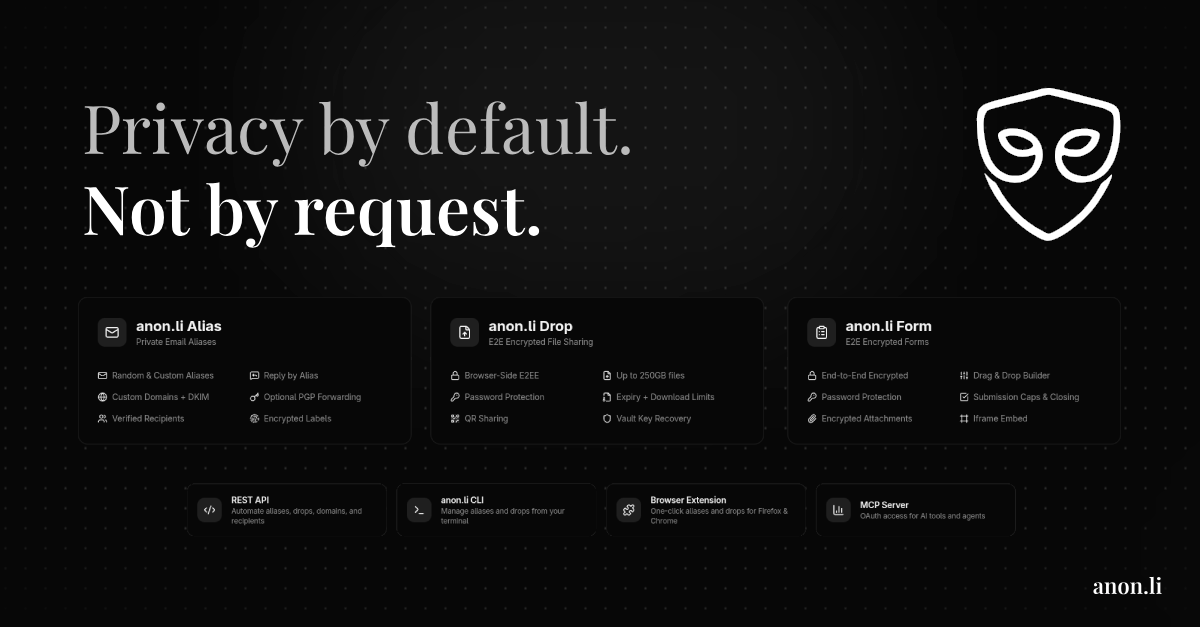 Privacy by default.
Not by request.
anon.li Alias
Private Email Aliases
Random & Custom Aliases
Reply by Alias
Custom Domains + DKIM
Optional PGP Forwarding
Verified Recipients
Encrypted Labels
anon.li Drop
E2E Encrypted File Sharing
Browser-Side E2EE
Up to 250GB files
Password Protection
Expiry + Download Limits
QR Sharing
Vault Key Recovery
anon.li Form
E2E Encrypted Forms
End-to-End Encrypted
Drag & Drop Builder
Password Protection
Submission Caps & Closing
Encrypted Attachments
Iframe Embed
REST API
Automate aliases, drops, domains, and
recipients
anon.li CLI
Manage aliases and drops from your
terminal
Browser Extension
One-click aliases and drops for Firefox &
Chrome
MCP Server
OAuth access for AI tools and agents
anon.li